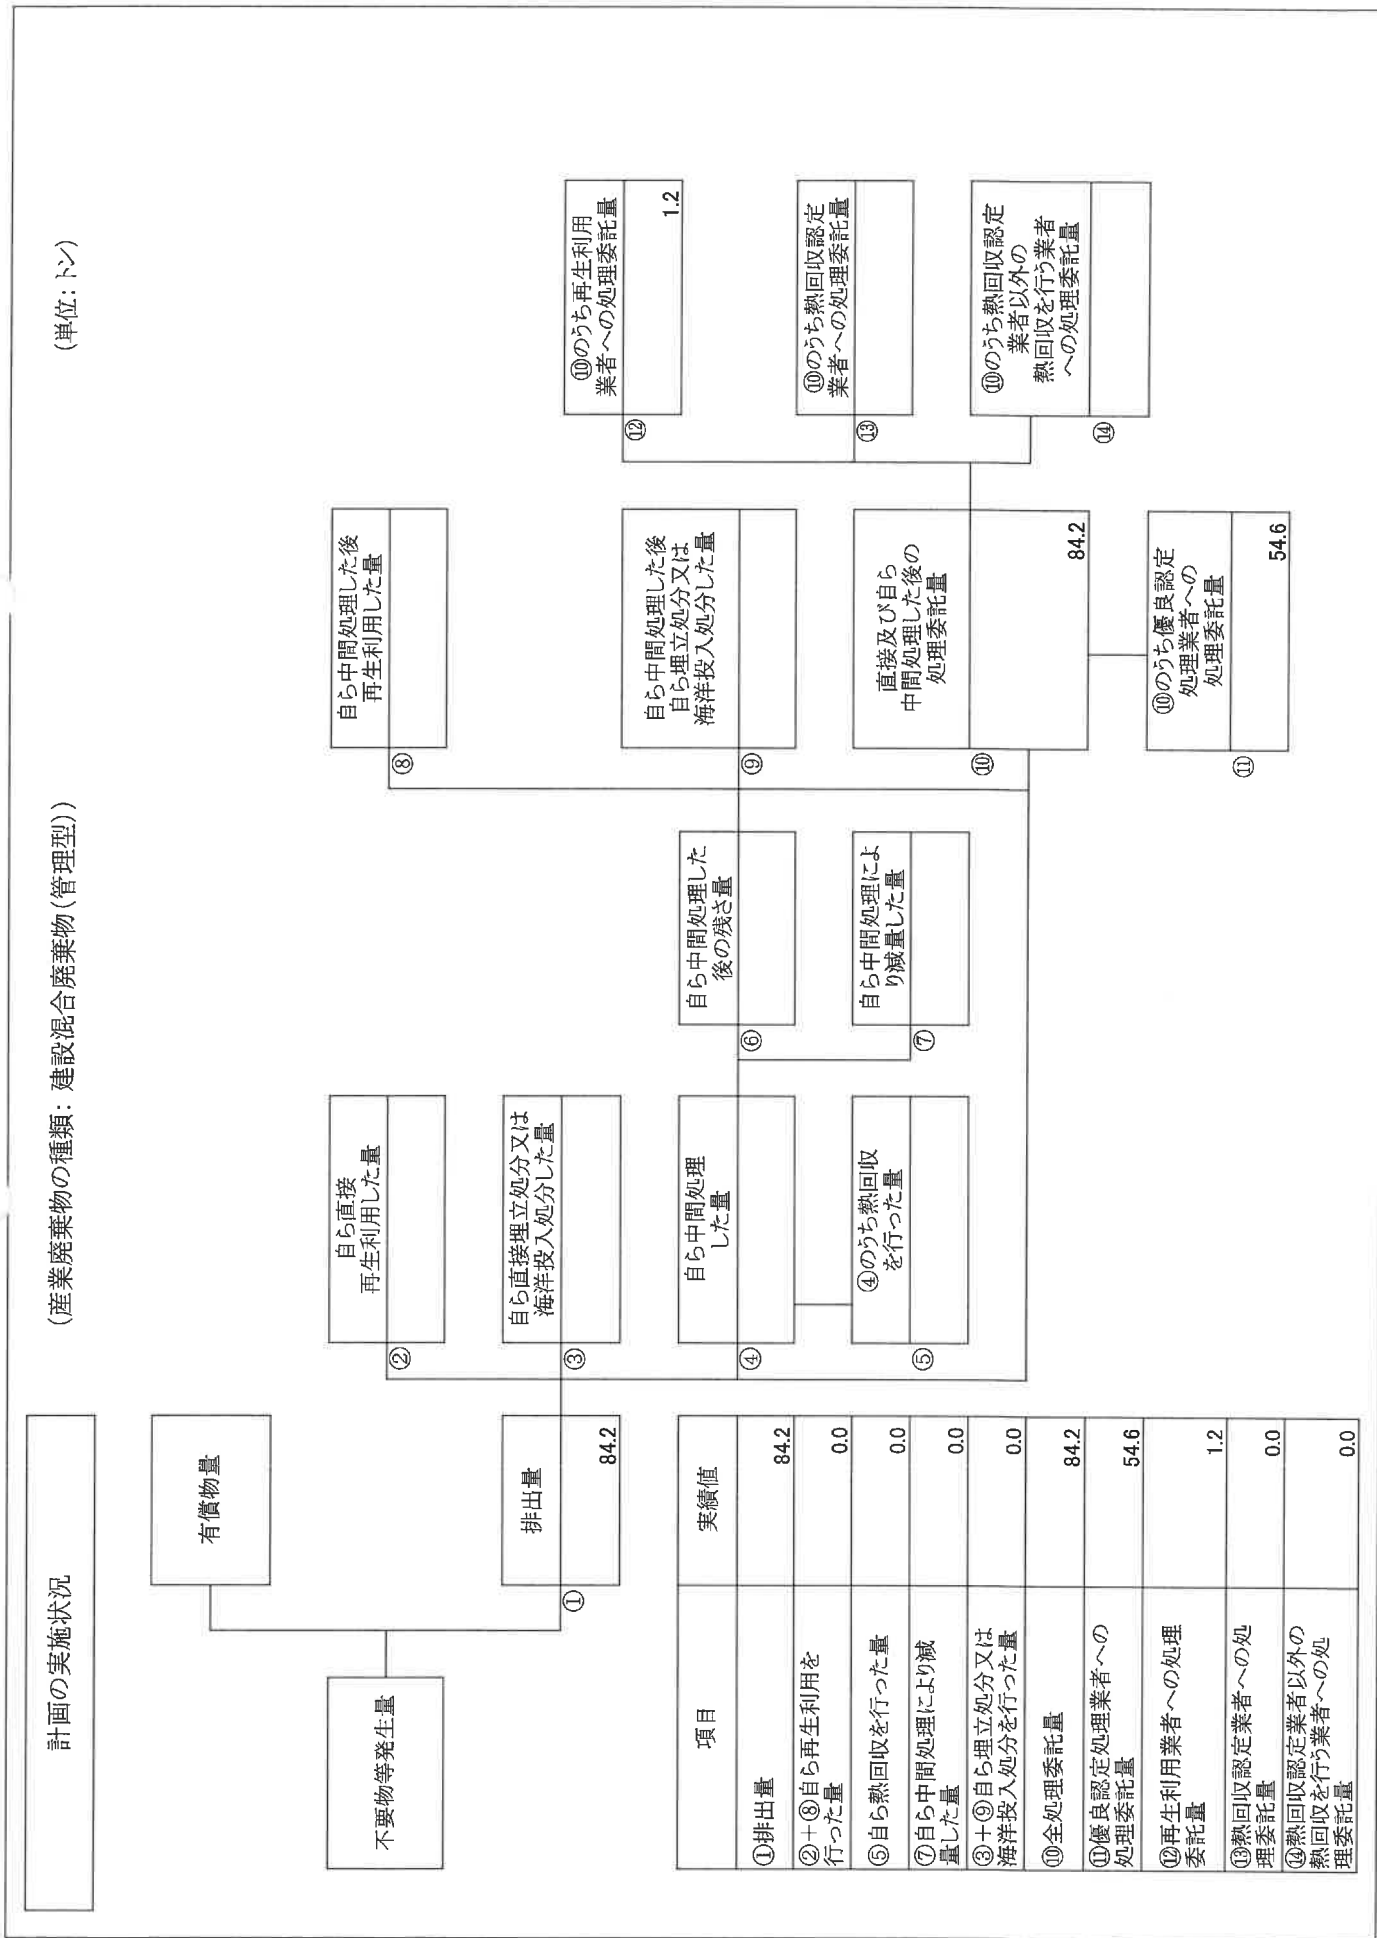 計画の実施状況
(産業廃棄物の種類：建設混合廃棄物(管理型))
(単位：トン)
有償物量
不要物等発生量
排出量
①
84.2
自ら直接
再生利用した量
②
自ら直接埋立処分又は
海洋投入処分した量
③
自ら中間処理
した量
④
④のうち熱回収
を行った量
⑤
自ら中間処理した
後の残さ量
⑥
自ら中間処理によ
り減量した量
⑦
自ら中間処理した後
再生利用した量
⑧
自ら中間処理した後
自ら埋立処分又は
海洋投入処分した量
⑨
直接及び自ら
中間処理した後の
処理委託量
⑩
84.2
⑩のうち優良認定
処理業者への
処理委託量
⑪
54.6
⑩のうち再生利用
業者への処理委託量
⑫
1.2
⑩のうち熱回収認定
業者への処理委託量
⑬
⑩のうち熱回収認定
業者以外の
熱回収を行う業者
への処理委託量
⑭
項目 実績値
①排出量 84.2
②＋⑧自ら再生利用を
行った量 0.0
⑤自ら熱回収を行った量 0.0
⑦自ら中間処理により減
量した量 0.0
③＋⑨自ら埋立処分又は
海洋投入処分を行った量 0.0
⑩全処理委託量 84.2
⑪優良認定処理業者への
処理委託量 54.6
⑫再生利用業者への処理
委託量 1.2
⑬熱回収認定業者への処
理委託量 0.0
⑭熱回収認定業者以外の
熱回収を行う業者への処
理委託量 0.0